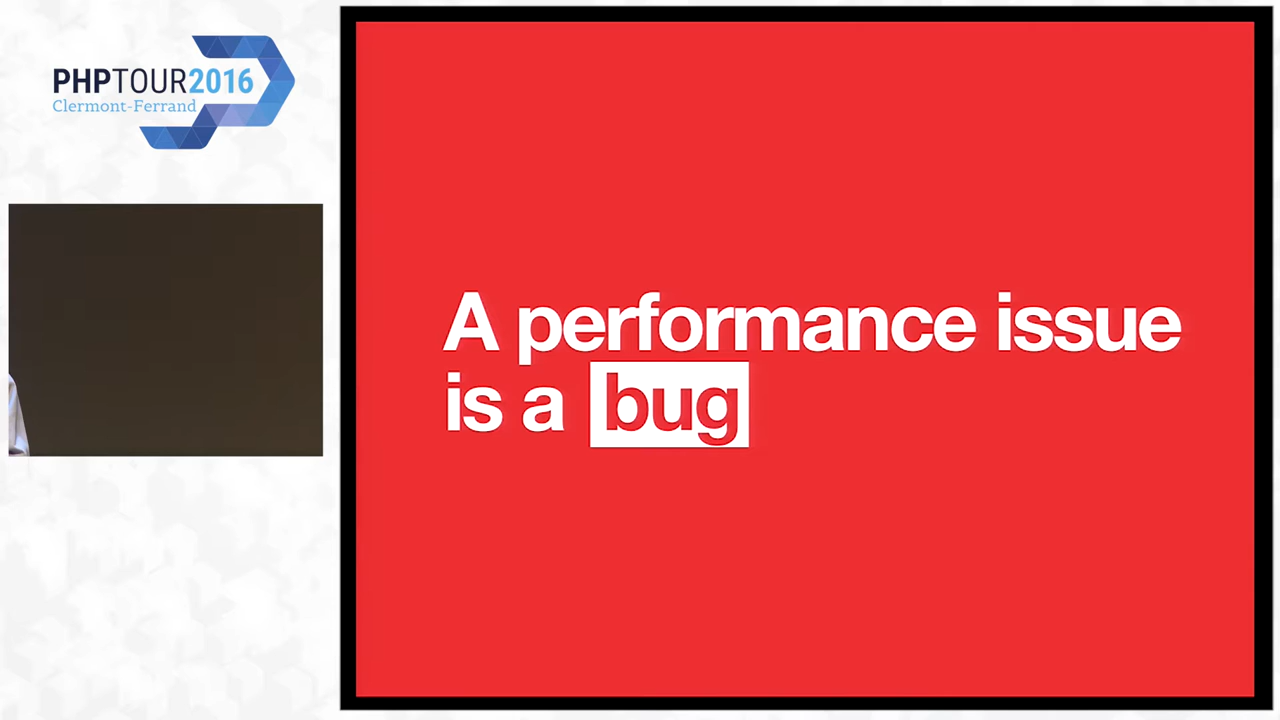 PHPTOUR2016
Clermont-Ferrand
A performance issue
is a bug